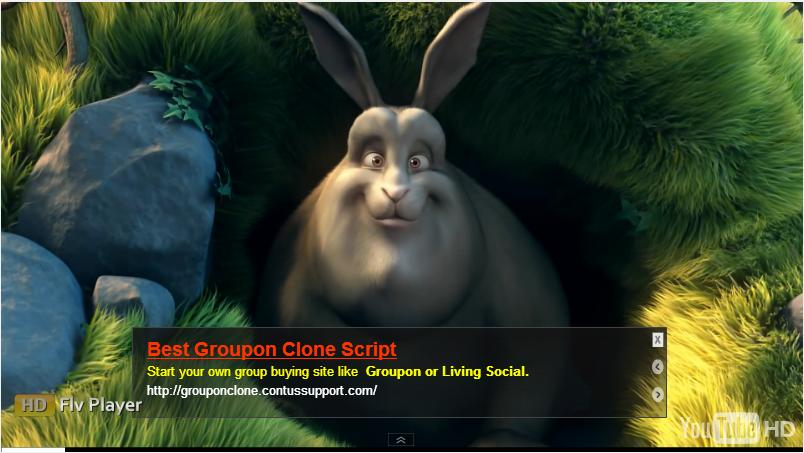 Best Groupon Clone Script
Start your own group buying site like Groupon or Living Social.
http://grouponclone.contussupport.com/
X
HD Flv Player
YouTube HD